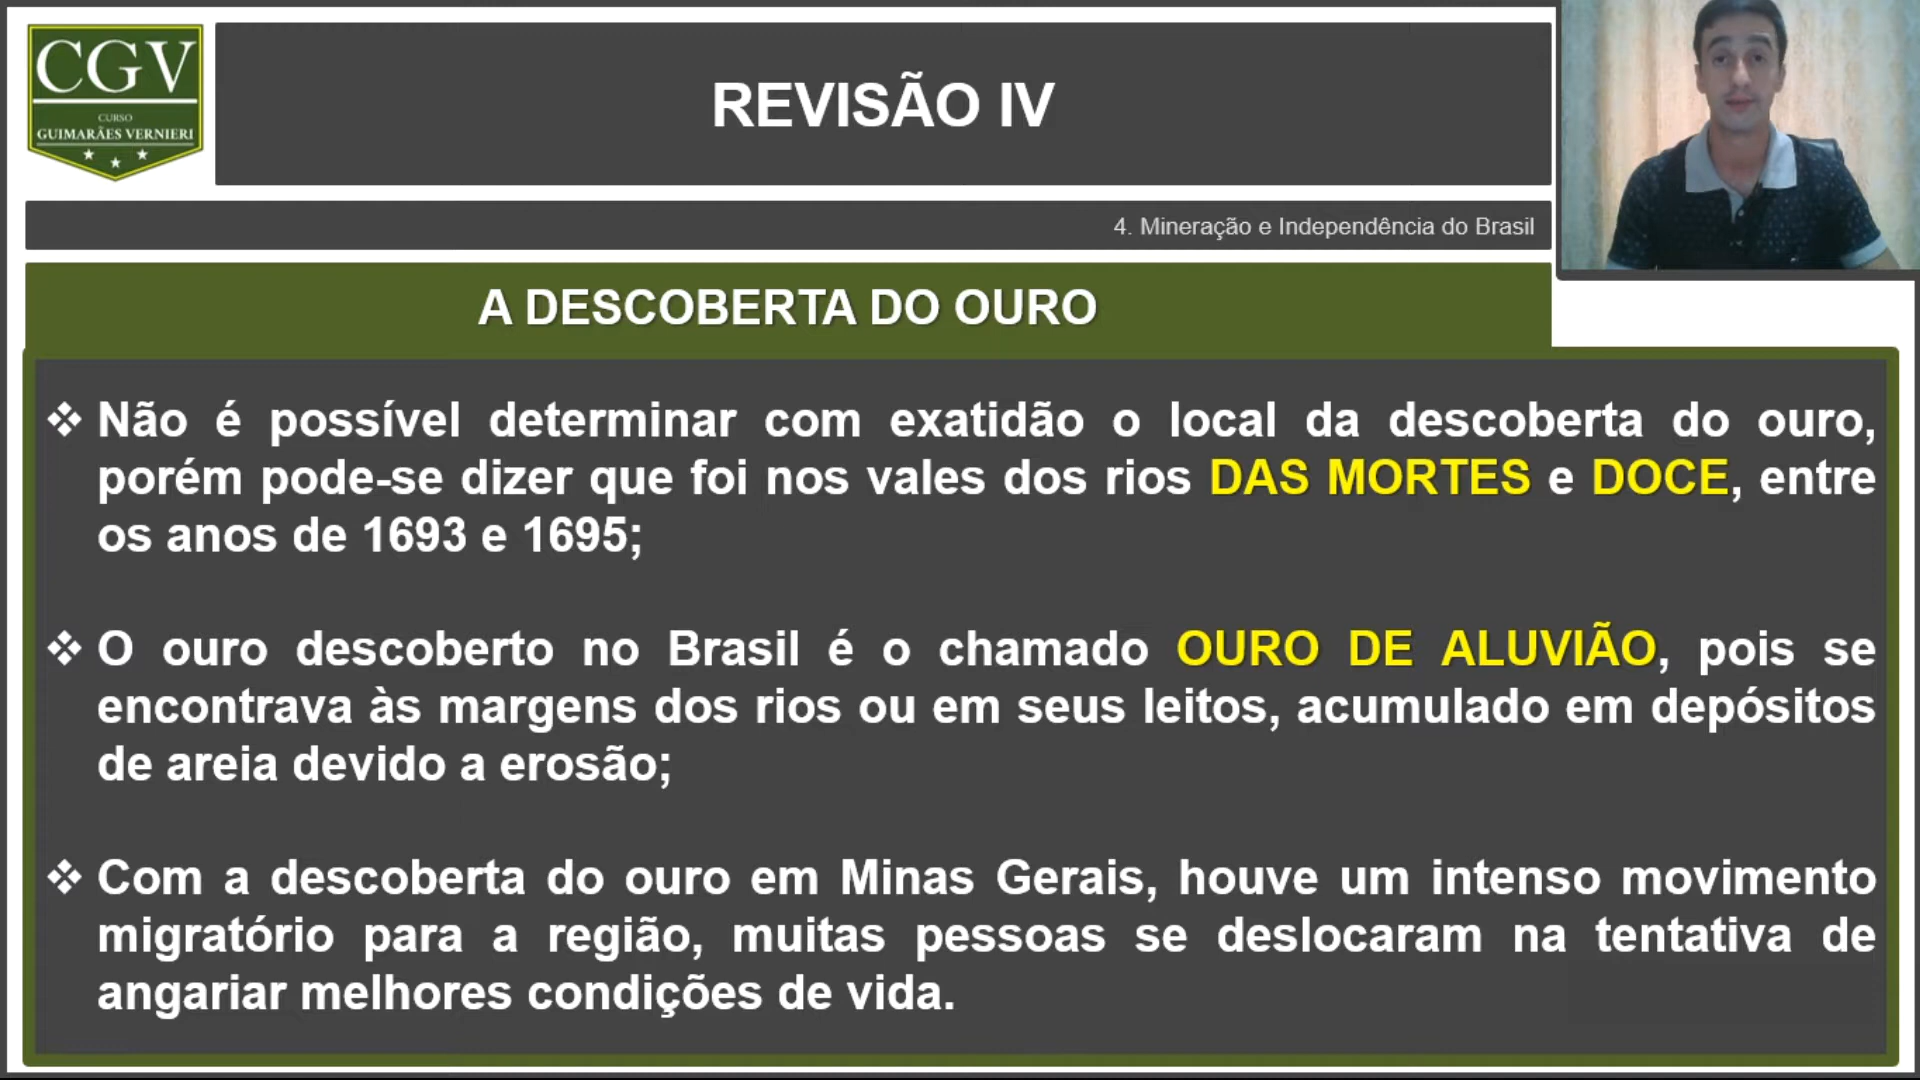 CGV
CURSO
GUIMARÃES VERNIERI
REVISÃO IV
4. Mineração e Independência do Brasil
A DESCOBERTA DO OURO
❖ Não é possível determinar com exatidão o local da descoberta do ouro,
porém pode-se dizer que foi nos vales dos rios DAS MORTES e DOCE, entre
os anos de 1693 e 1695;
❖ O ouro descoberto no Brasil é o chamado OURO DE ALUVIÃO, pois se
encontrava às margens dos rios ou em seus leitos, acumulado em depósitos
de areia devido a erosão;
❖ Com a descoberta do ouro em Minas Gerais, houve um intenso movimento
migratório para a região, muitas pessoas se deslocaram na tentativa de
angariar melhores condições de vida.